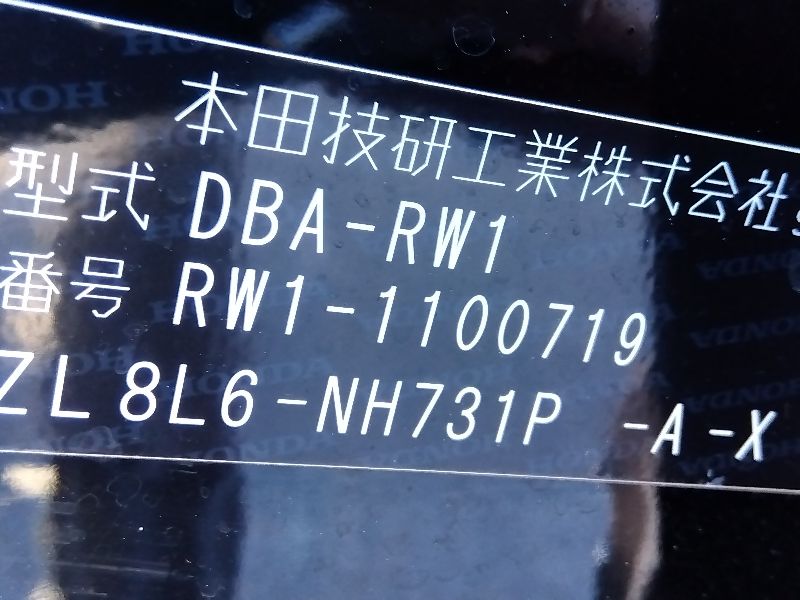 本田技研工業株式会社
型式 DBA-RW1
番号 RW1-1100719
ZL8L6-NH731P -A-X